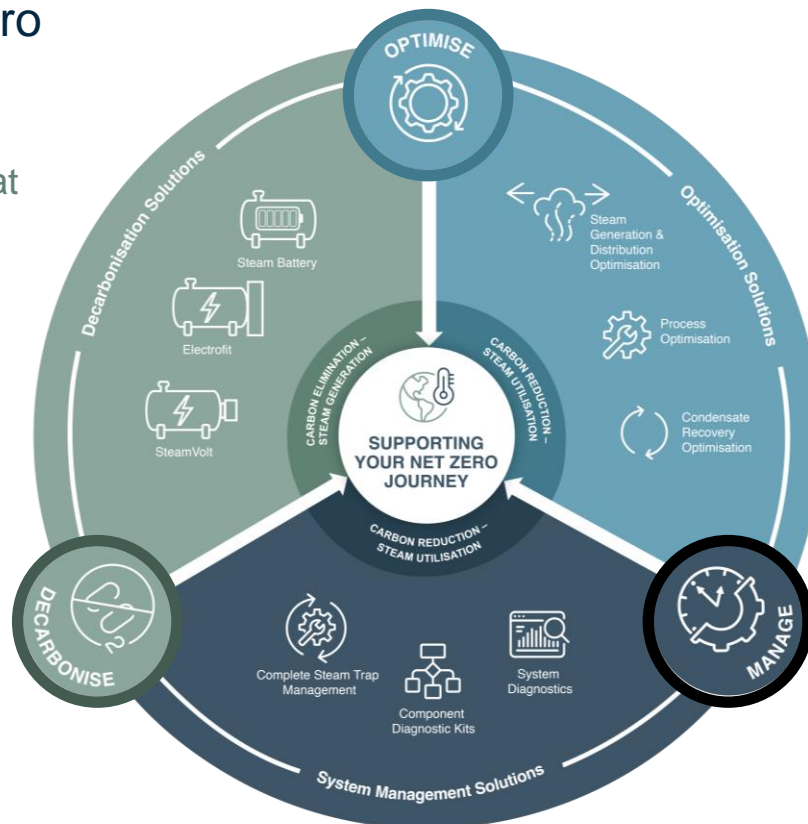 ro
at
OPTIMISE
Decarbonisation Solutions
Steam Battery
Electrofit
SteamVolt
Optimisation Solutions
Steam
Generation &
Distribution
Optimisation
Process
Optimisation
Condensate
Recovery
Optimisation
CARBON ELIMINATION –
STEAM GENERATION
CARBON REDUCTION –
STEAM UTILISATION
SUPPORTING
YOUR NET ZERO
JOURNEY
CARBON REDUCTION –
STEAM UTILISATION
DECARBONISE
CO2
MANAGE
Complete Steam Trap
Management
Component
Diagnostic Kits
System
Diagnostics
System Management Solutions